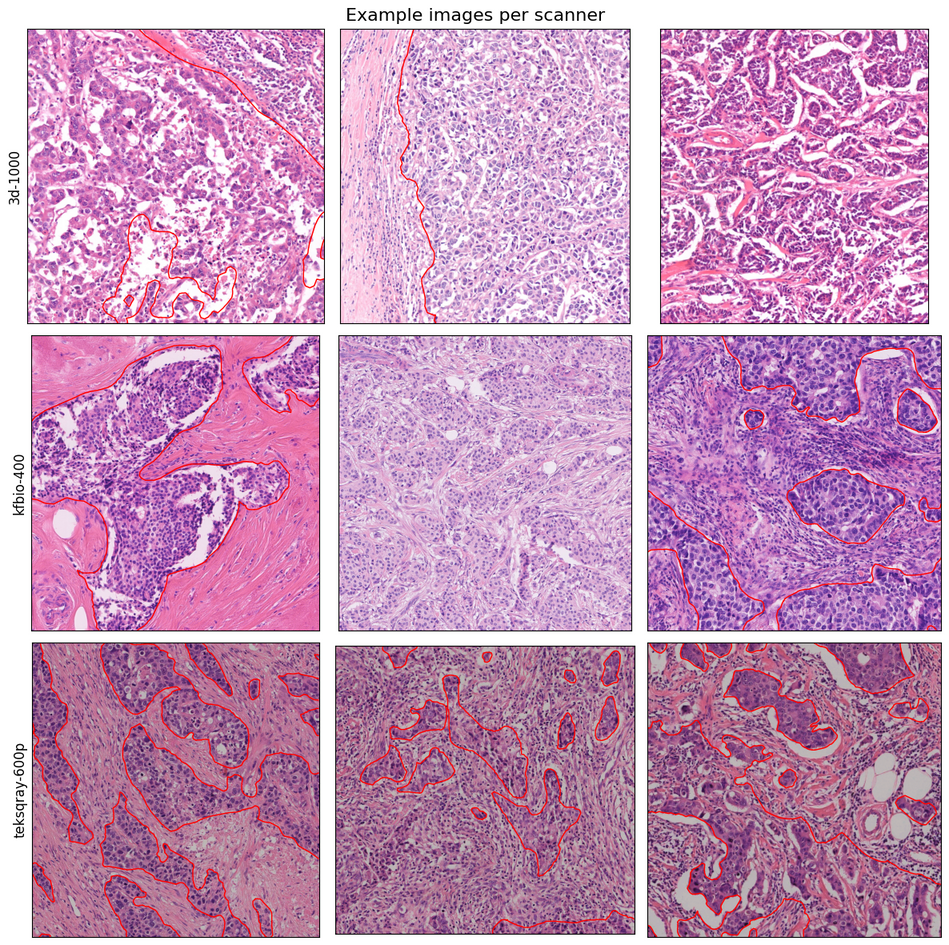 Example images per scanner
3d-1000
kfbio-400
teksqray-600p